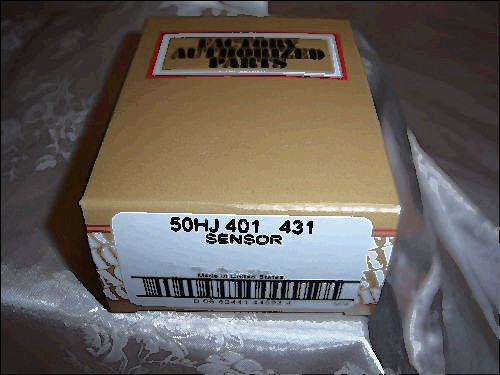 FACTORY
AUTHORIZED
PARTS
50HJ 401 431
SENSOR
Made in United States